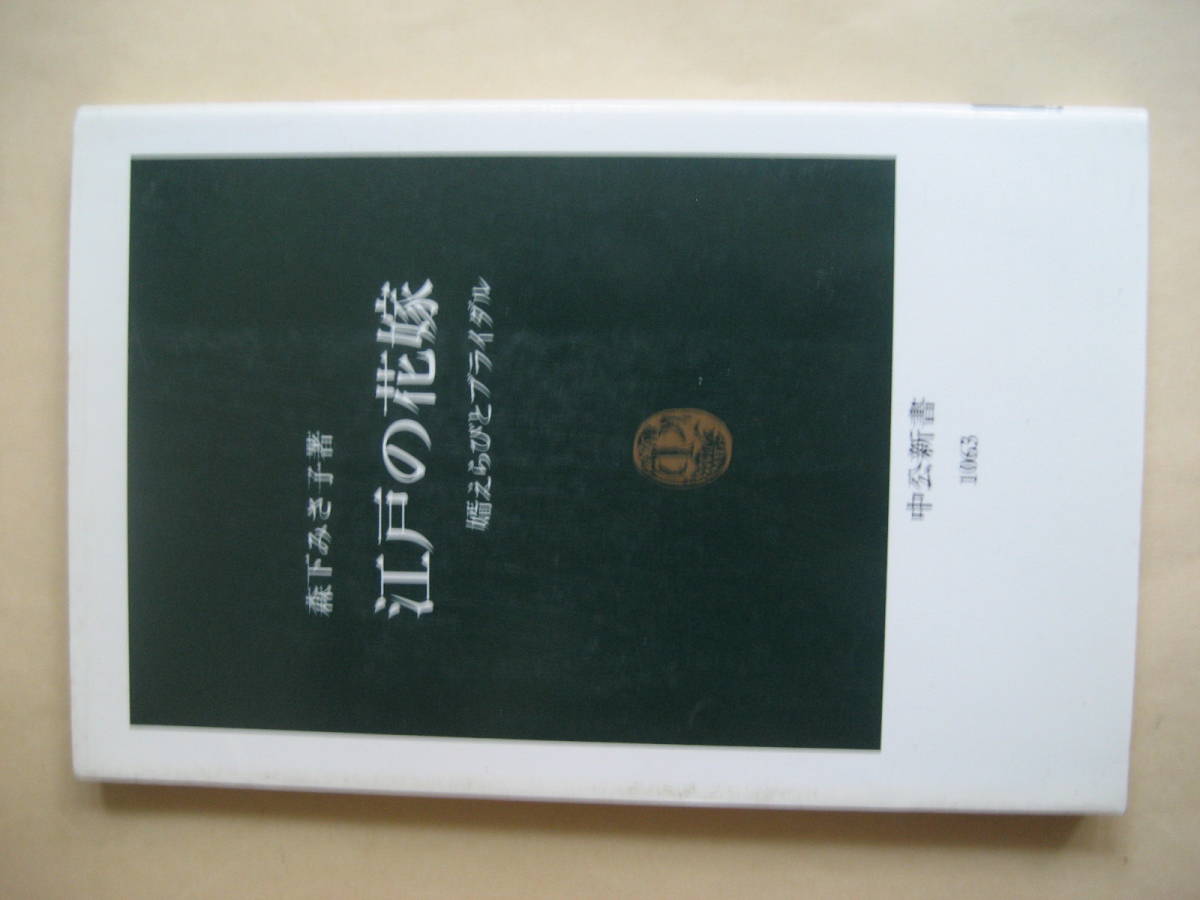 森下みさ子著
江戸の花嫁
婿えらびとブライダル
中公新書
1063